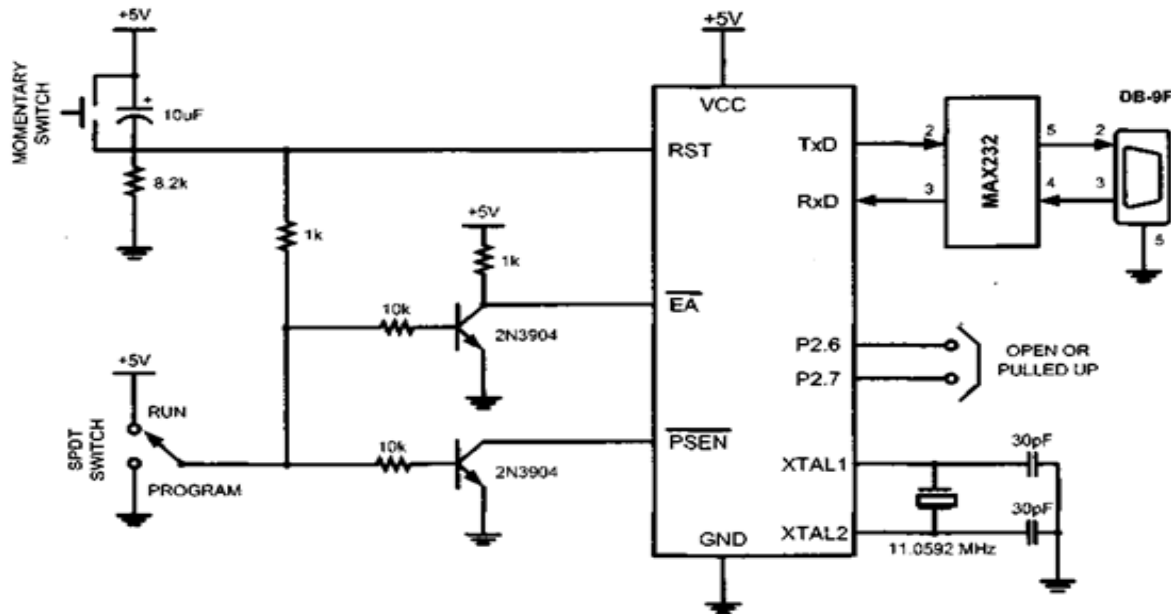 +5V
MOMENTARY SWITCH
+
10uF
8.2k
1k
+5V
1k
10k
2N3904
+5V
RUN
SPDT SWITCH
PROGRAM
10k
2N3904
+5V
VCC
RST
EA
PSEN
GND
TxD
RxD
P2.6
P2.7
XTAL1
XTAL2
2
3
MAX232
5
4
2
3
DB-9F
5
OPEN OR
PULLED UP
30pF
30pF
11.0592 MHz